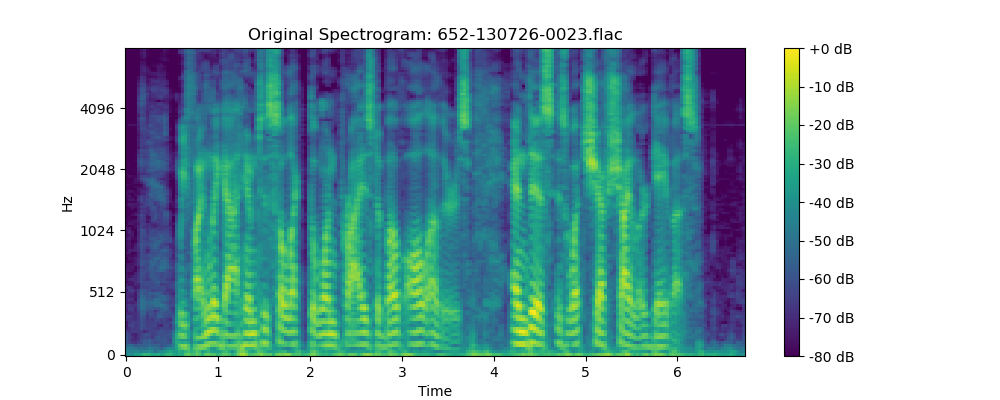 Original Spectrogram: 652-130726-0023.flac
Hz
4096
2048
1024
512
0
0 1 2 3 4 5 6
Time
+0 dB
-10 dB
-20 dB
-30 dB
-40 dB
-50 dB
-60 dB
-70 dB
-80 dB